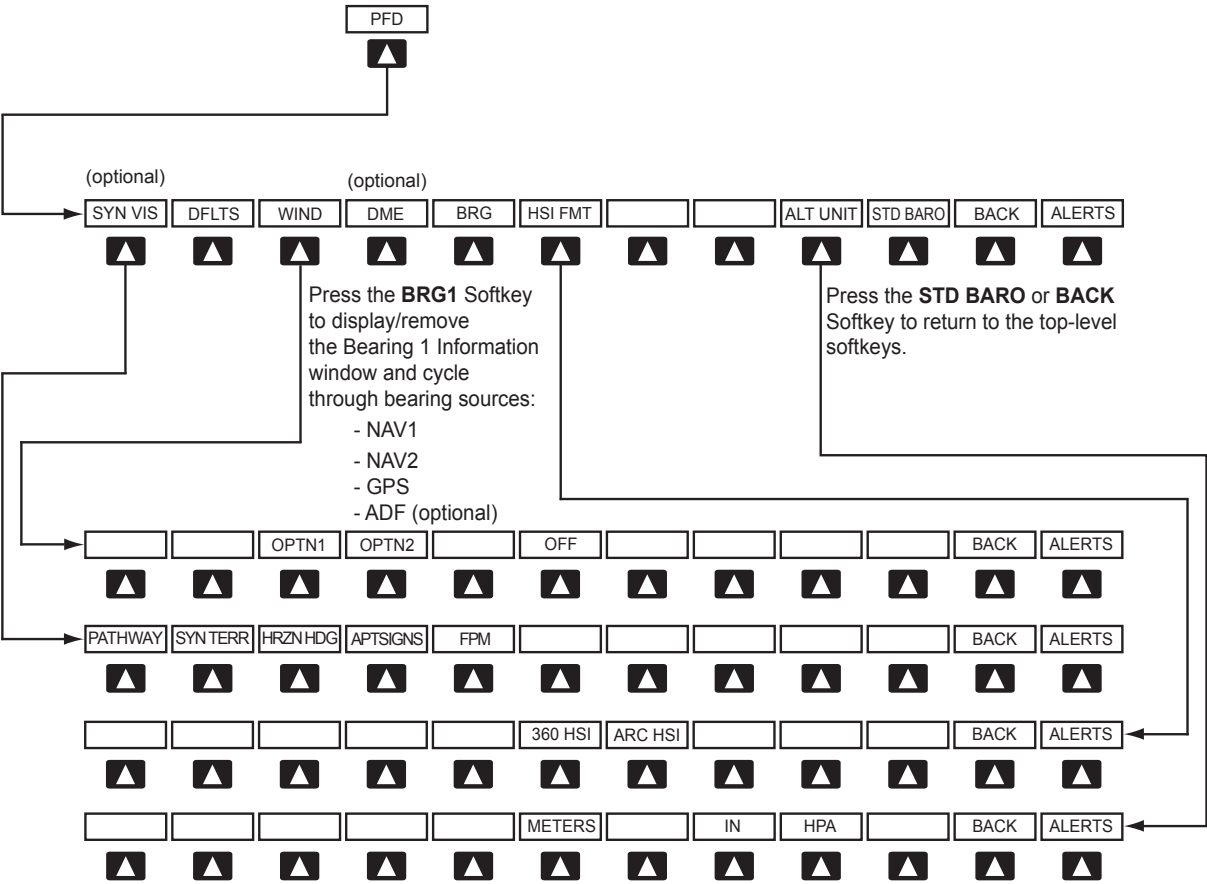 PFD
(optional) (optional)
SYN VIS DFLTS WIND DME BRG HSI FMT ALT UNIT STD BARO BACK ALERTS
Press the BRG1 Softkey
to display/remove
the Bearing 1 Information
window and cycle
through bearing sources:
- NAV1
- NAV2
- GPS
- ADF (optional)
Press the STD BARO or BACK
Softkey to return to the top-level
softkeys.
OPTN1 OPTN2 OFF BACK ALERTS
PATHWAY SYN TERR HRZN HDG APTSIGNS FPM BACK ALERTS
360 HSI ARC HSI BACK ALERTS
METERS IN HPA BACK ALERTS